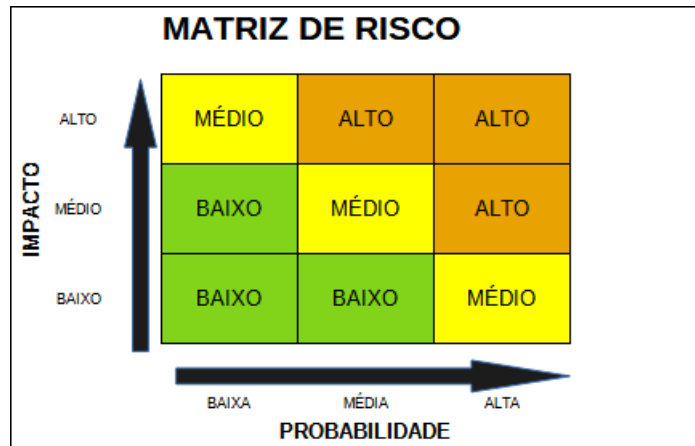 MATRIZ DE RISCO
ALTO MÉDIO ALTO ALTO
IMPACTO
MÉDIO BAIXO MÉDIO ALTO
BAIXO BAIXO BAIXO MÉDIO
BAIXA MÉDIA ALTA
PROBABILIDADE